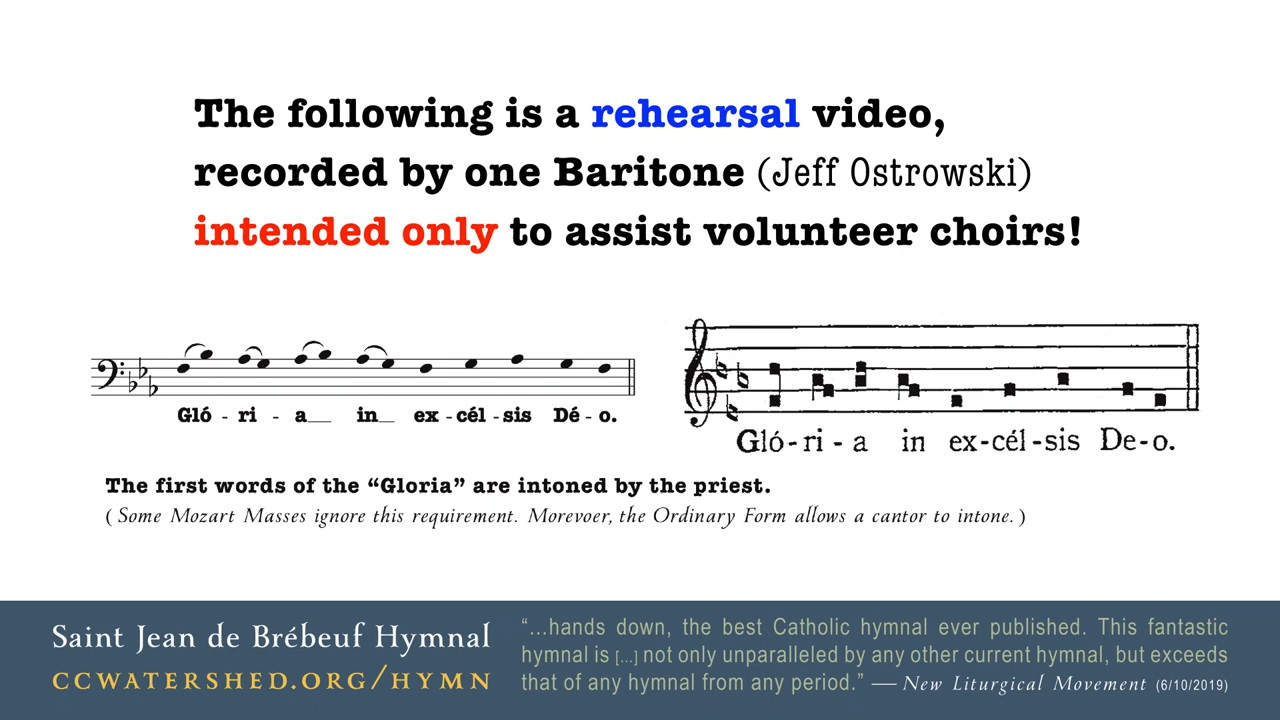 The following is a rehearsal video,
recorded by one Baritone (Jeff Ostrowski)
intended only to assist volunteer choirs!
Gló - ri - a__ in_ ex - cél - sis Dé - o.
Gló - ri - a in ex - cél - sis De - o.
The first words of the “Gloria” are intoned by the priest.
( Some Mozart Masses ignore this requirement. Morevoer, the Ordinary Form allows a cantor to intone. )
Saint Jean de Brébeuf Hymnal
CCWATERSHED.ORG/HYMN
“...hands down, the best Catholic hymnal ever published. This fantastic
hymnal is [...] not only unparalleled by any other current hymnal, but exceeds
that of any hymnal from any period.” — New Liturgical Movement (6/10/2019)